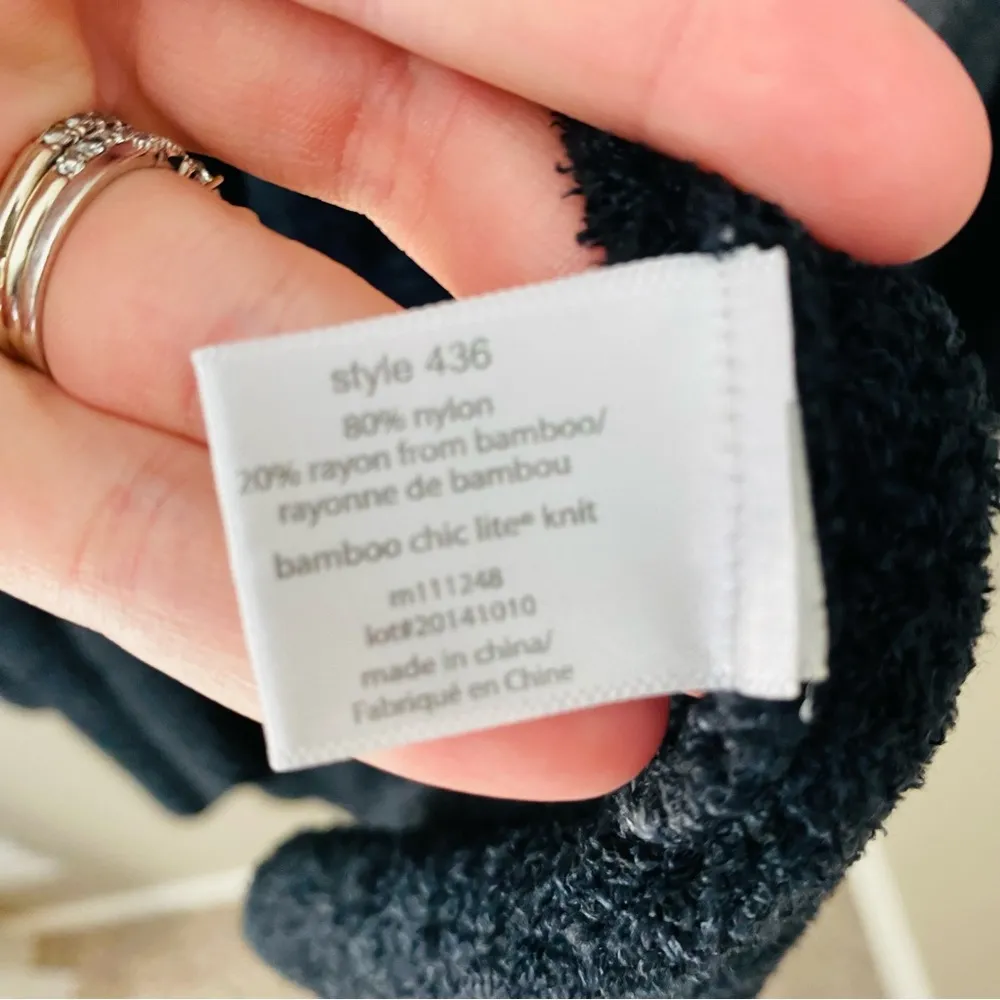 style 436
80% nylon
20% rayon from bamboo/
rayonne de bambou
bamboo chic lite® knit
m111248
lot#20141010
made in china/
Fabriqué en Chine